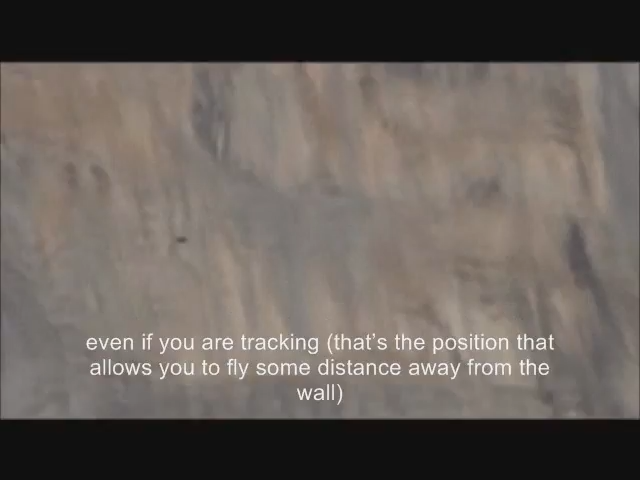 even if you are tracking (that’s the position that
allows you to fly some distance away from the
wall)